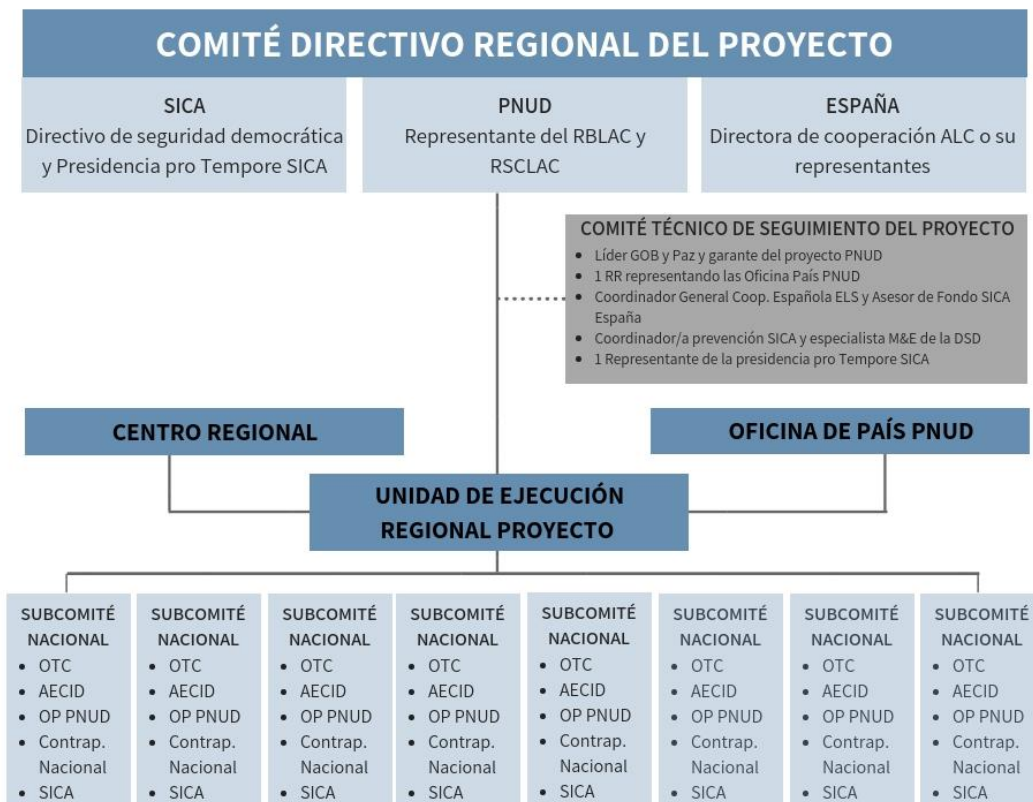 COMITÉ DIRECTIVO REGIONAL DEL PROYECTO
SICA
Directivo de seguridad democrática
y Presidencia pro Tempore SICA
PNUD
Representante del RBLAC y
RSCLAC
ESPAÑA
Directora de cooperación ALC o su
representantes
COMITÉ TÉCNICO DE SEGUIMIENTO DEL PROYECTO
• Líder GOB y Paz y garante del proyecto PNUD
• 1 RR representando las Oficina País PNUD
• Coordinador General Coop. Española ELS y Asesor de Fondo SICA
España
• Coordinador/a prevención SICA y especialista M&E de la DSD
• 1 Representante de la presidencia pro Tempore SICA
CENTRO REGIONAL
OFICINA DE PAÍS PNUD
UNIDAD DE EJECUCIÓN
REGIONAL PROYECTO
SUBCOMITÉ
NACIONAL
• OTC
• AECID
• OP PNUD
• Contrap.
Nacional
• SICA
SUBCOMITÉ
NACIONAL
• OTC
• AECID
• OP PNUD
• Contrap.
Nacional
• SICA
SUBCOMITÉ
NACIONAL
• OTC
• AECID
• OP PNUD
• Contrap.
Nacional
• SICA
SUBCOMITÉ
NACIONAL
• OTC
• AECID
• OP PNUD
• Contrap.
Nacional
• SICA
SUBCOMITÉ
NACIONAL
• OTC
• AECID
• OP PNUD
• Contrap.
Nacional
• SICA
SUBCOMITÉ
NACIONAL
• OTC
• AECID
• OP PNUD
• Contrap.
Nacional
• SICA
SUBCOMITÉ
NACIONAL
• OTC
• AECID
• OP PNUD
• Contrap.
Nacional
• SICA
SUBCOMITÉ
NACIONAL
• OTC
• AECID
• OP PNUD
• Contrap.
Nacional
• SICA